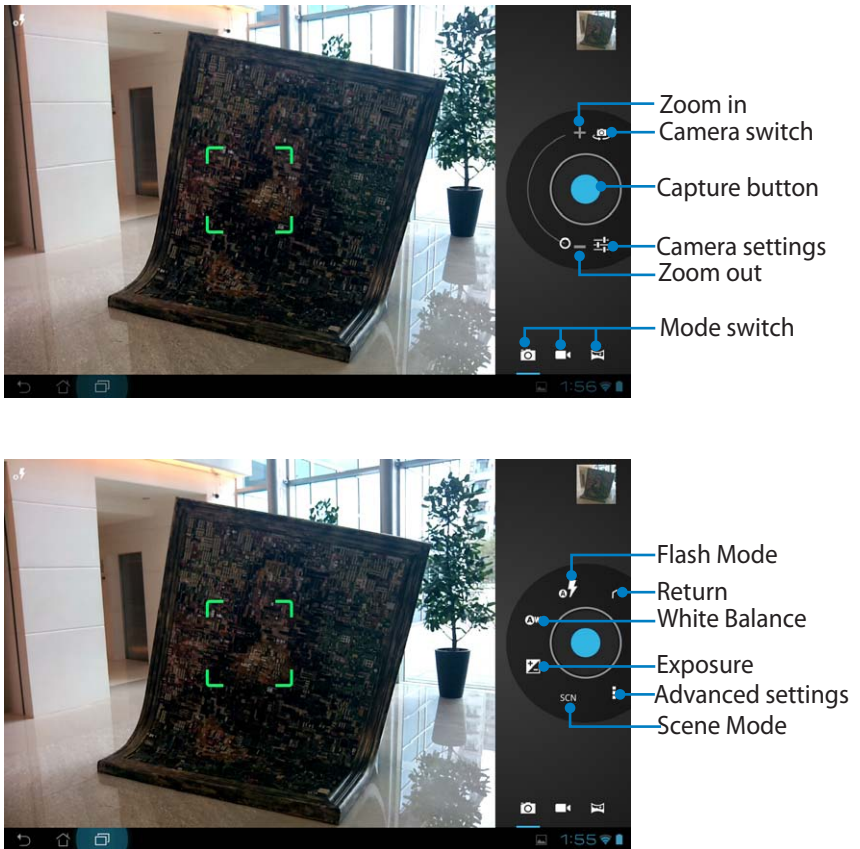 Zoom in
Camera switch
Capture button
Camera settings
Zoom out
Mode switch
1:56
Flash Mode
Return
White Balance
Exposure
Advanced settings
SCN
Scene Mode
1:55